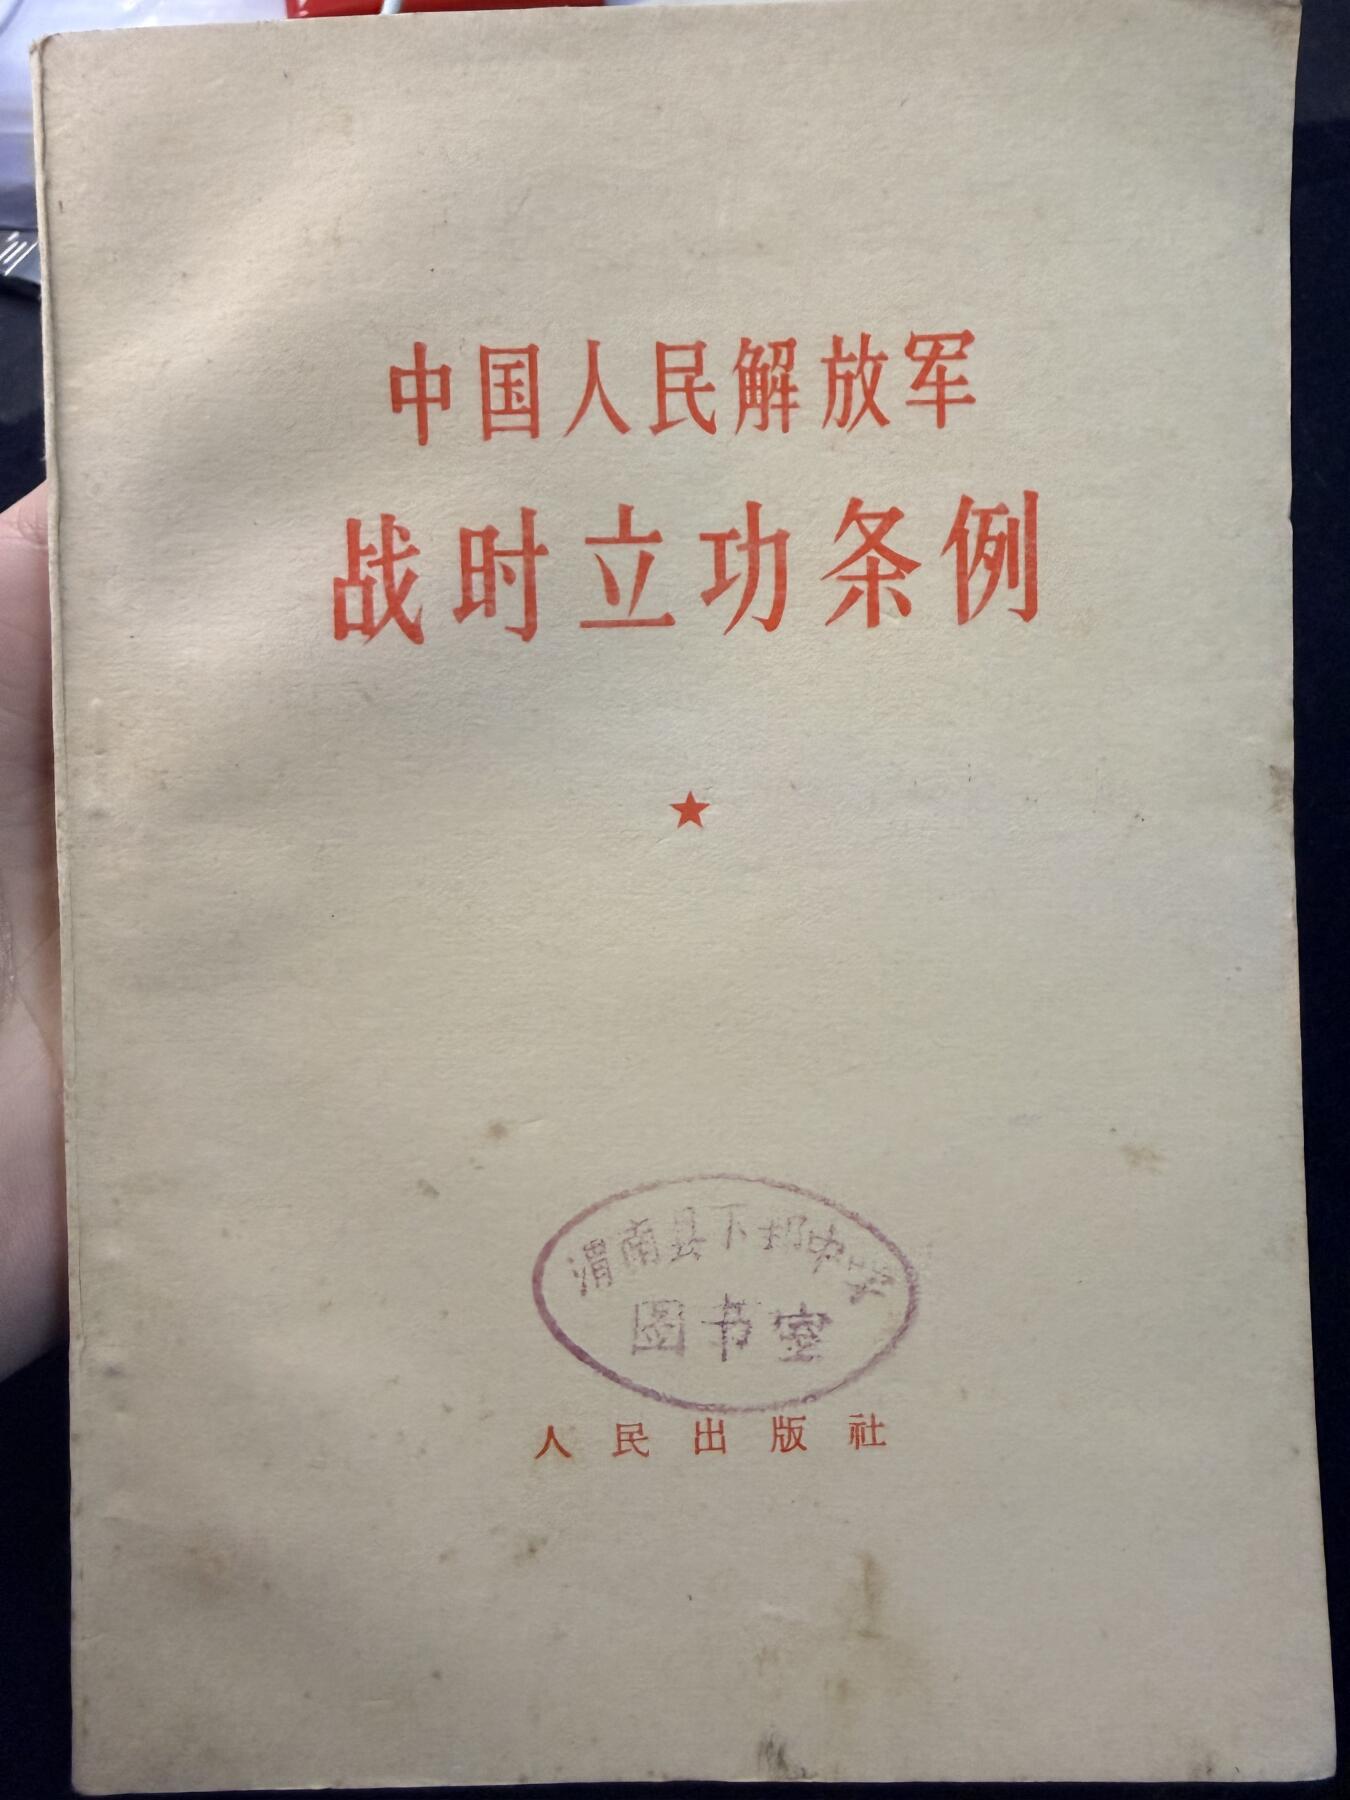 中国人民解放军
战时立功条例
渭南县下邽中学
图书室
人民出版社